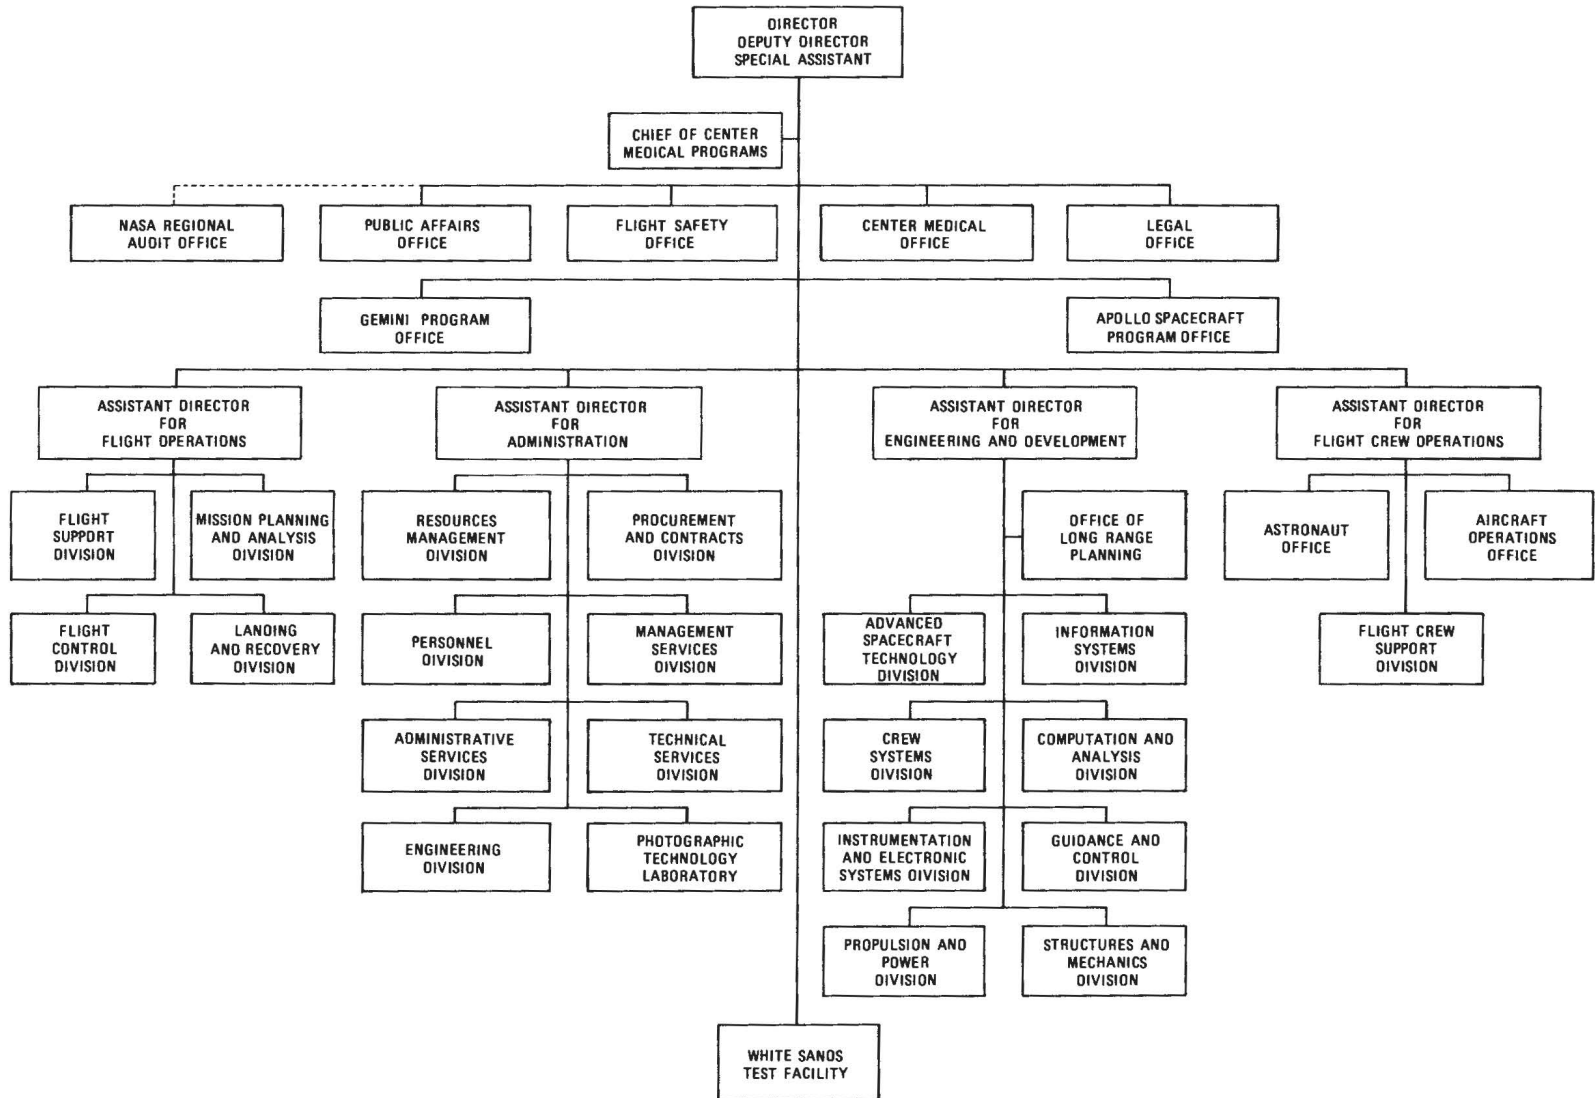 DIRECTOR
DEPUTY DIRECTOR
SPECIAL ASSISTANT
CHIEF OF CENTER
MEDICAL PROGRAMS
NASA REGIONAL
AUDIT OFFICE
PUBLIC AFFAIRS
OFFICE
FLIGHT SAFETY
OFFICE
CENTER MEDICAL
OFFICE
LEGAL
OFFICE
GEMINI PROGRAM
OFFICE
APOLLO SPACECRAFT
PROGRAM OFFICE
ASSISTANT DIRECTOR
FOR
FLIGHT OPERATIONS
ASSISTANT DIRECTOR
FOR
ADMINISTRATION
ASSISTANT DIRECTOR
FOR
ENGINEERING AND DEVELOPMENT
ASSISTANT DIRECTOR
FOR
FLIGHT CREW OPERATIONS
FLIGHT
SUPPORT
DIVISION
MISSION PLANNING
AND ANALYSIS
DIVISION
RESOURCES
MANAGEMENT
DIVISION
PROCUREMENT
AND CONTRACTS
DIVISION
OFFICE OF
LONG RANGE
PLANNING
ASTRONAUT
OFFICE
AIRCRAFT
OPERATIONS
OFFICE
FLIGHT
CONTROL
DIVISION
LANDING
AND RECOVERY
DIVISION
PERSONNEL
DIVISION
MANAGEMENT
SERVICES
DIVISION
ADVANCED
SPACECRAFT
TECHNOLOGY
DIVISION
INFORMATION
SYSTEMS
DIVISION
FLIGHT CREW
SUPPORT
DIVISION
ADMINISTRATIVE
SERVICES
DIVISION
TECHNICAL
SERVICES
DIVISION
CREW
SYSTEMS
DIVISION
COMPUTATION AND
ANALYSIS
DIVISION
ENGINEERING
DIVISION
PHOTOGRAPHIC
TECHNOLOGY
LABORATORY
INSTRUMENTATION
AND ELECTRONIC
SYSTEMS DIVISION
GUIDANCE AND
CONTROL
DIVISION
PROPULSION AND
POWER
DIVISION
STRUCTURES AND
MECHANICS
DIVISION
WHITE SANDS
TEST FACILITY